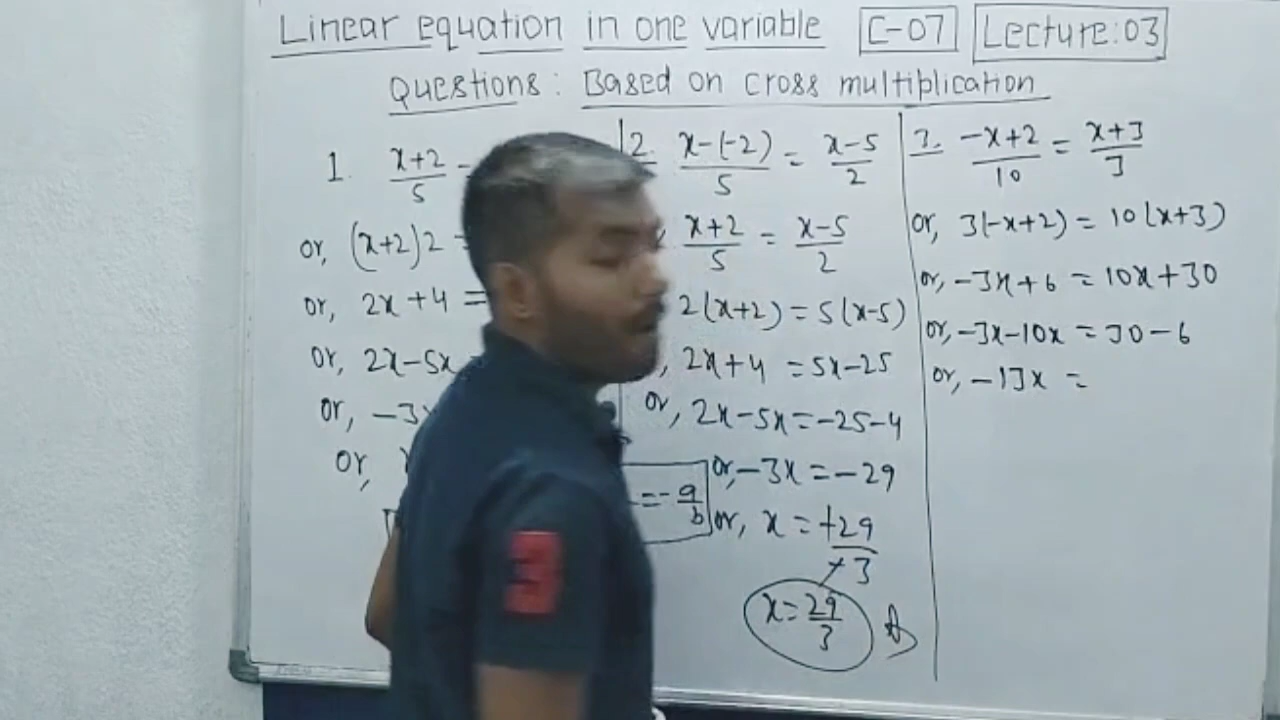 Linear equation in one variable C-07 Lecture:03
Questions: Based on cross multiplication
1. x+2/5 -
or, (x+2)2 =
or, 2x+4 =
or, 2x-5x
or, -3x
or,
2. x-(-2)/5 = x-5/2
x+2/5 = x-5/2
2(x+2) = 5(x-5)
2x+4 = 5x-25
or, 2x-5x=-25-4
or, -3x = -29
=-a/b
or, x = +29/+3
x=29/3
3. -x+2/10 = x+3/3
or, 3(-x+2) = 10(x+3)
or, -3x+6 = 10x+30
or, -3x-10x = 30-6
or, -13x =
3